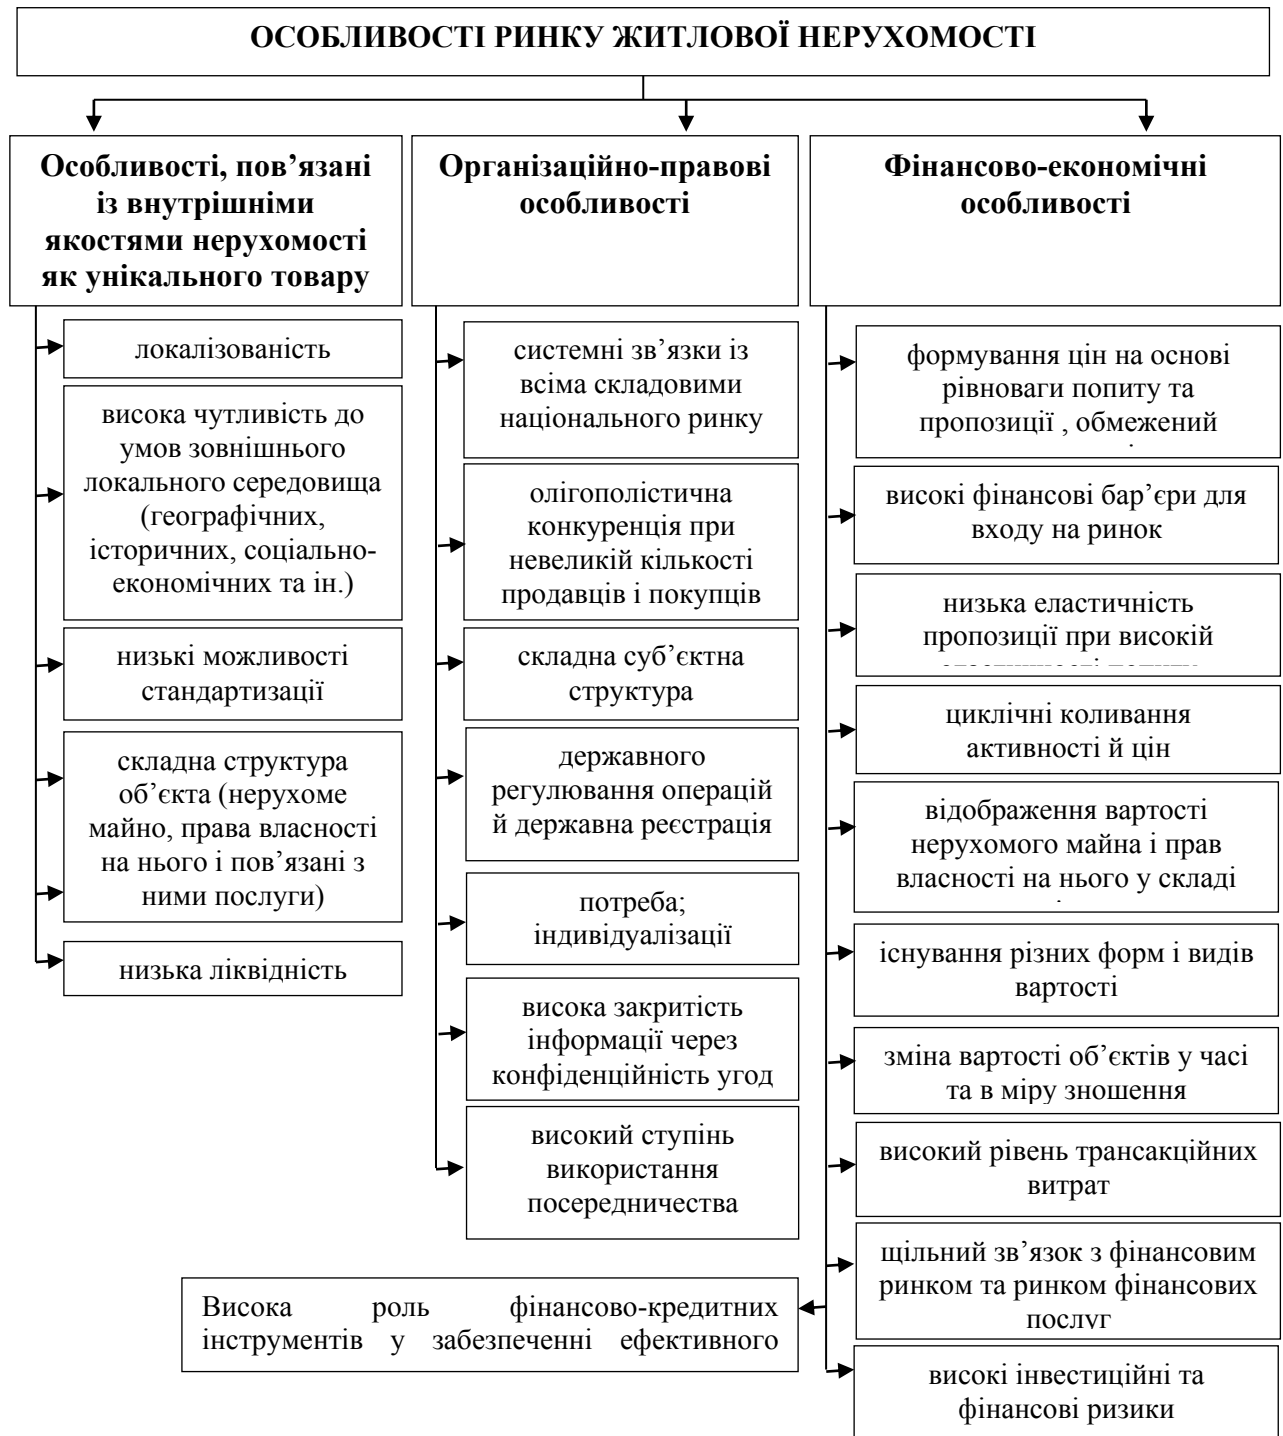 ОСОБЛИВОСТІ РИНКУ ЖИТЛОВОЇ НЕРУХОМОСТІ
Особливості, пов’язані
із внутрішніми
якостями нерухомості
як унікального товару
локалізованість
висока чутливість до
умов зовнішнього
локального середовища
(географічних,
історичних, соціально-
економічних та ін.)
низькі можливості
стандартизації
складна структура
об’єкта (нерухоме
майно, права власності
на нього і пов’язані з
ними послуги)
низька ліквідність
Організаційно-правові
особливості
системні зв’язки із
всіма складовими
національного ринку
олігополістична
конкуренція при
невеликій кількості
продавців і покупців
складна суб’єктна
структура
державного
регулювання операцій
й державна реєстрація
потреба;
індивідуалізації
висока закритість
інформації через
конфіденційність угод
високий ступінь
використання
посередничества
Фінансово-економічні
особливості
формування цін на основі
рівноваги попиту та
пропозиції , обмежений
високі фінансові бар’єри для
входу на ринок
низька еластичність
пропозиції при високій
циклічні коливання
активності й цін
відображення вартості
нерухомого майна і прав
власності на нього у складі
існування різних форм і видів
вартості
зміна вартості об’єктів у часі
та в міру зношення
високий рівень трансакційних
витрат
щільний зв’язок з фінансовим
ринком та ринком фінансових
послуг
високі інвестиційні та
фінансові ризики
Висока роль фінансово-кредитних
інструментів у забезпеченні ефективного